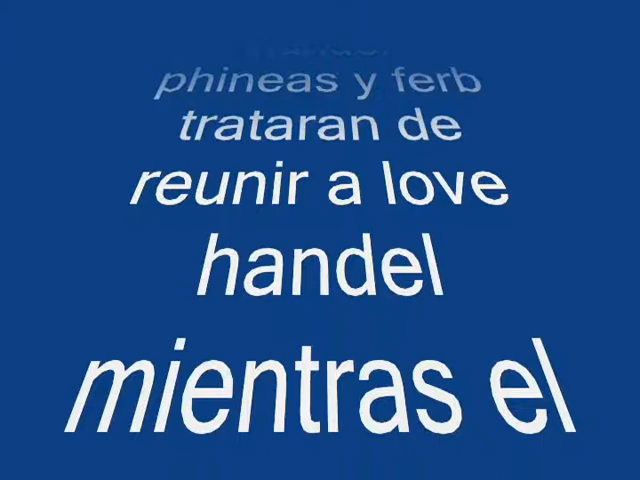 phineas y ferb
trataran de
reunir a love
handel
mientras el